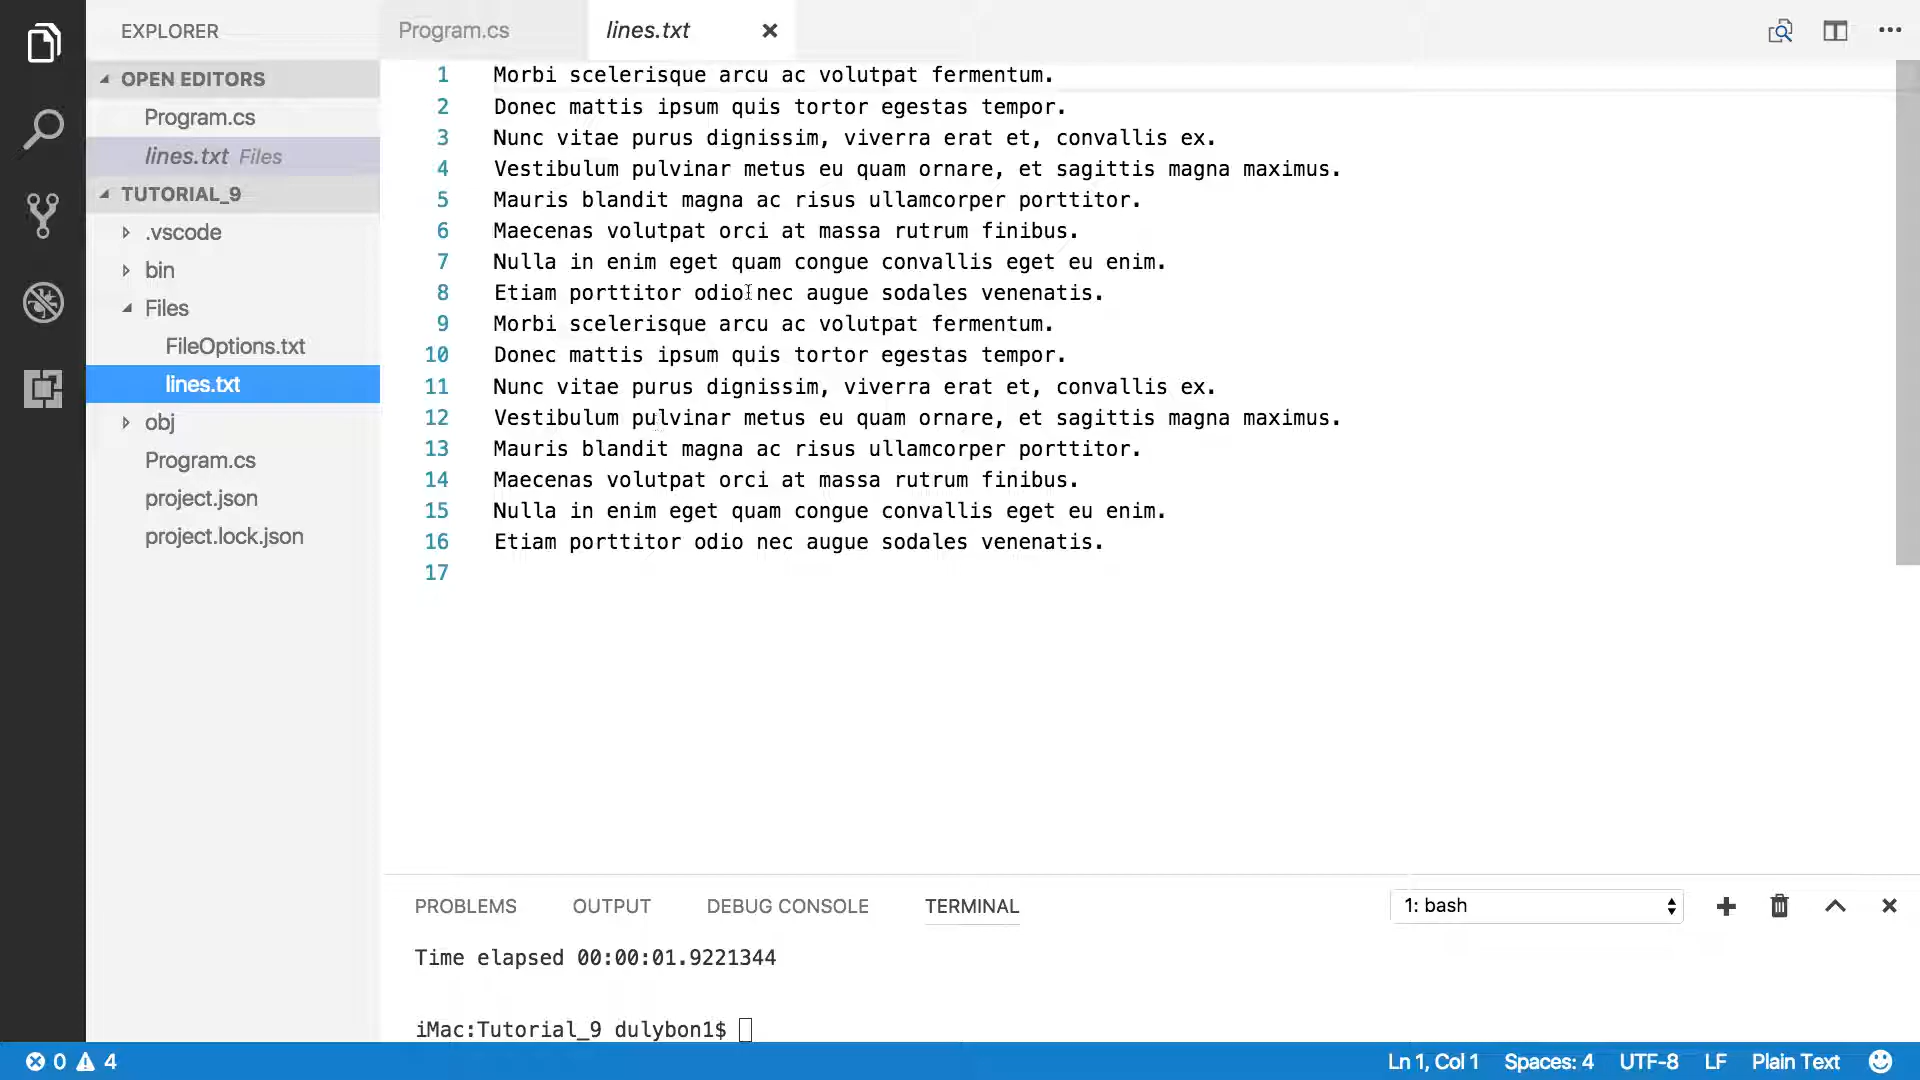 EXPLORER
OPEN EDITORS
Program.cs
lines.txt Files
TUTORIAL_9
.vscode
bin
Files
FileOptions.txt
lines.txt
obj
Program.cs
project.json
project.lock.json
Program.cs lines.txt
1 Morbi scelerisque arcu ac volutpat fermentum.
2 Donec mattis ipsum quis tortor egestas tempor.
3 Nunc vitae purus dignissim, viverra erat et, convallis ex.
4 Vestibulum pulvinar metus eu quam ornare, et sagittis magna maximus.
5 Mauris blandit magna ac risus ullamcorper porttitor.
6 Maecenas volutpat orci at massa rutrum finibus.
7 Nulla in enim eget quam congue convallis eget eu enim.
8 Etiam porttitor odio nec augue sodales venenatis.
9 Morbi scelerisque arcu ac volutpat fermentum.
10 Donec mattis ipsum quis tortor egestas tempor.
11 Nunc vitae purus dignissim, viverra erat et, convallis ex.
12 Vestibulum pulvinar metus eu quam ornare, et sagittis magna maximus.
13 Mauris blandit magna ac risus ullamcorper porttitor.
14 Maecenas volutpat orci at massa rutrum finibus.
15 Nulla in enim eget quam congue convallis eget eu enim.
16 Etiam porttitor odio nec augue sodales venenatis.
17
PROBLEMS OUTPUT DEBUG CONSOLE TERMINAL 1: bash
Time elapsed 00:00:01.9221344
iMac:Tutorial_9 dulybon1$
0 4 Ln 1, Col 1 Spaces: 4 UTF-8 LF Plain Text